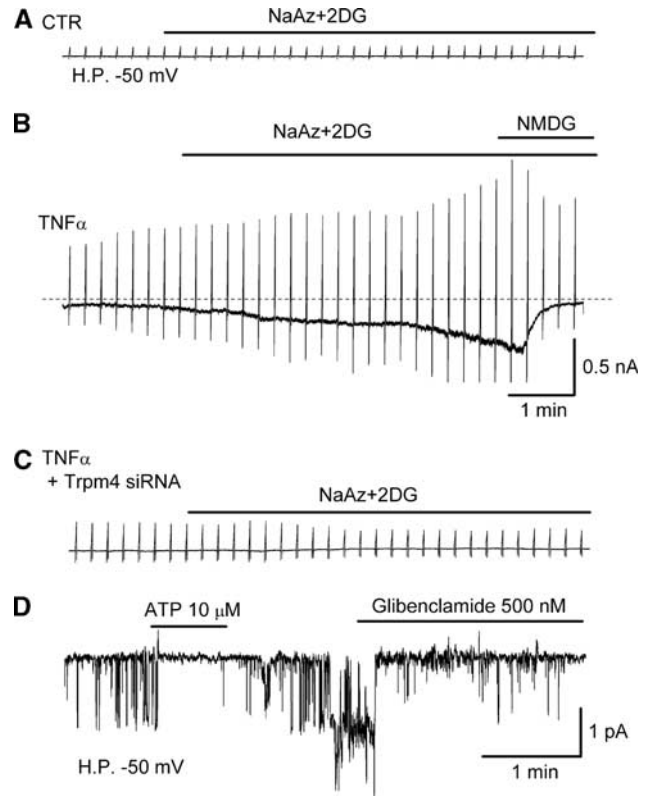 A CTR
NaAz+2DG
H.P. -50 mV
B
NMDG
NaAz+2DG
TNFα
0.5 nA
1 min
C TNFα
+ Trpm4 siRNA
NaAz+2DG
D
ATP 10 μM
Glibenclamide 500 nM
1 pA
H.P. -50 mV
1 min